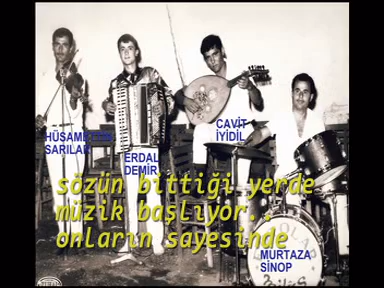 HÜSAMETTİN
SARILAR
ERDAL
DEMİR
CAVİT
İYİDİL
sözün bittiği yerde
müzik başlıyor..
onların sayesinde
MURTAZA
SİNOP